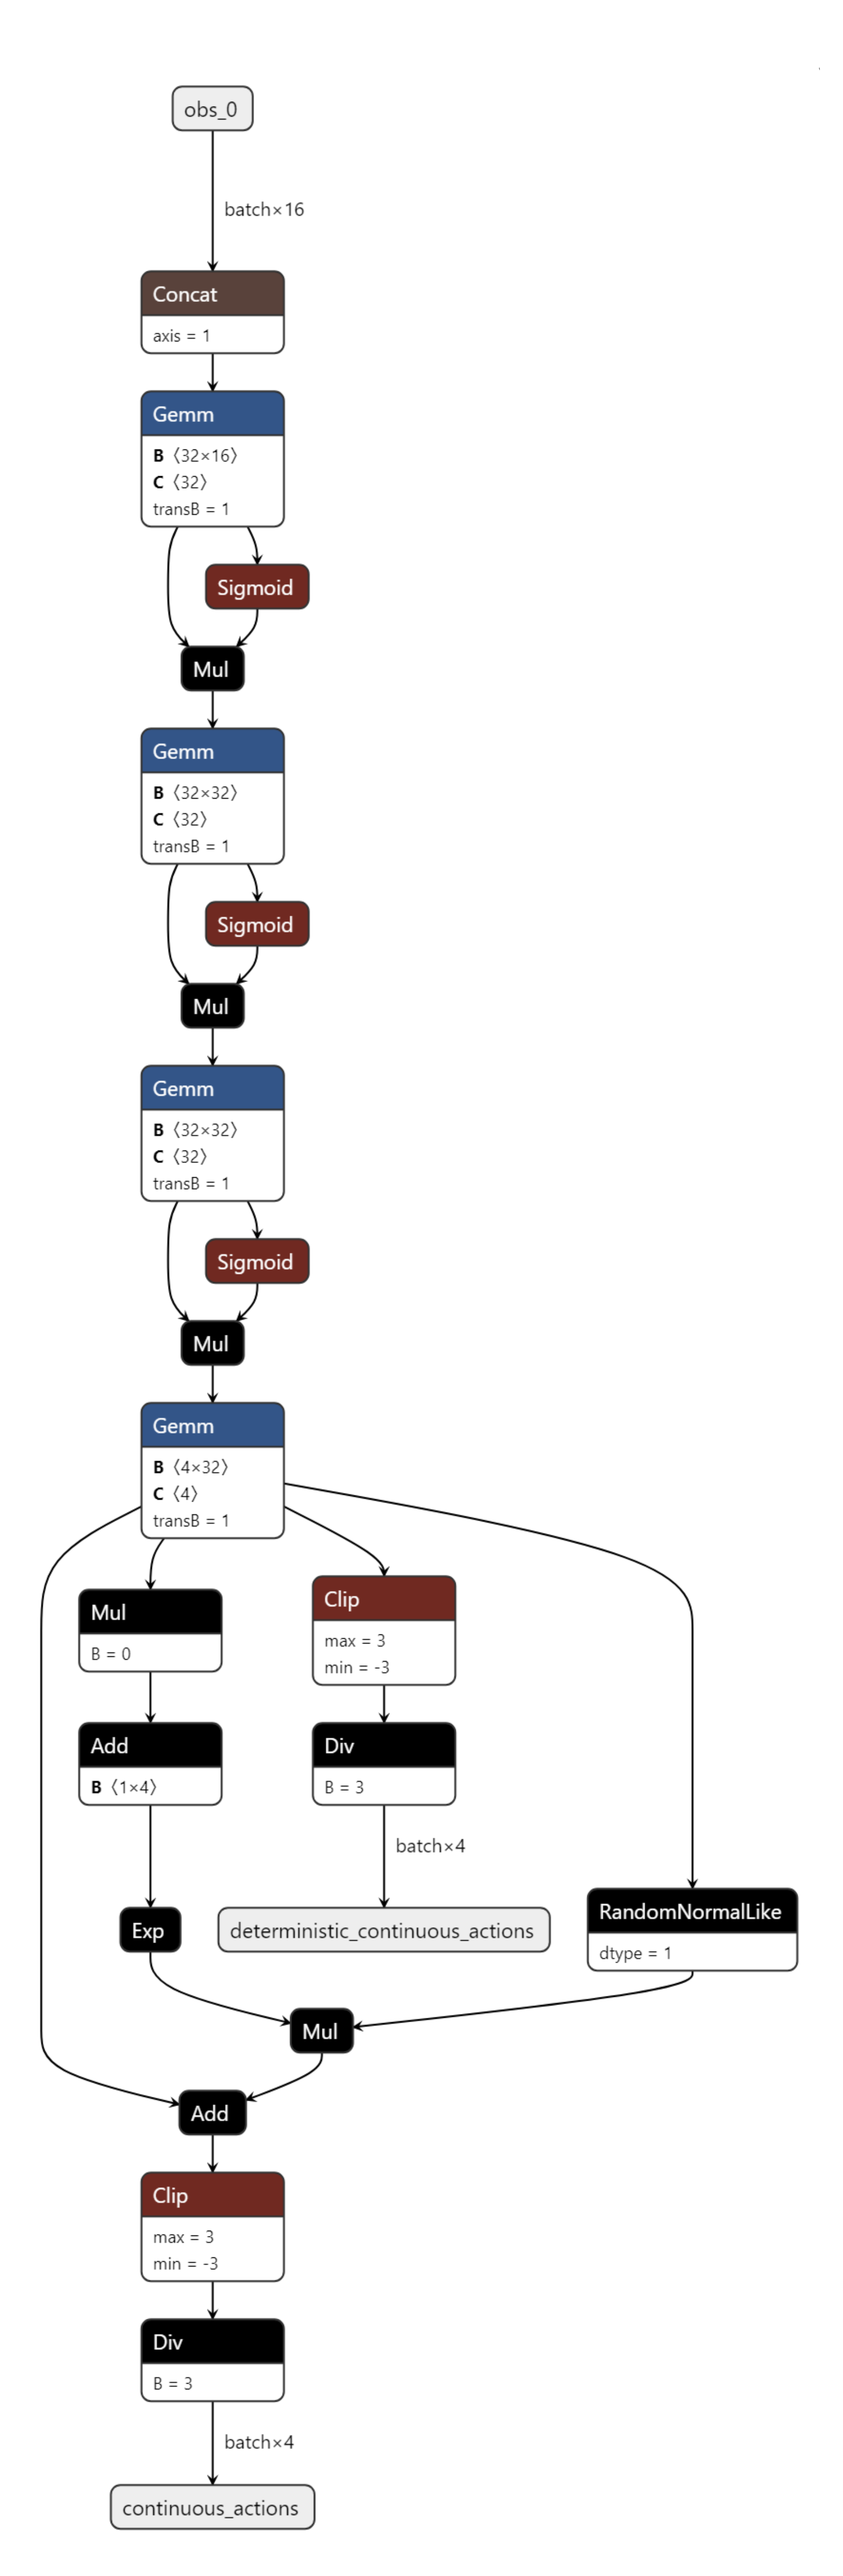 obs_0
batch×16
Concat
axis = 1
Gemm
B ⟨32×16⟩
C ⟨32⟩
transB = 1
Sigmoid
Mul
Gemm
B ⟨32×32⟩
C ⟨32⟩
transB = 1
Sigmoid
Mul
Gemm
B ⟨32×32⟩
C ⟨32⟩
transB = 1
Sigmoid
Mul
Gemm
B ⟨4×32⟩
C ⟨4⟩
transB = 1
Mul
B = 0
Clip
max = 3
min = -3
Add
B ⟨1×4⟩
Div
B = 3
batch×4
Exp
deterministic_continuous_actions
RandomNormalLike
dtype = 1
Mul
Add
Clip
max = 3
min = -3
Div
B = 3
batch×4
continuous_actions